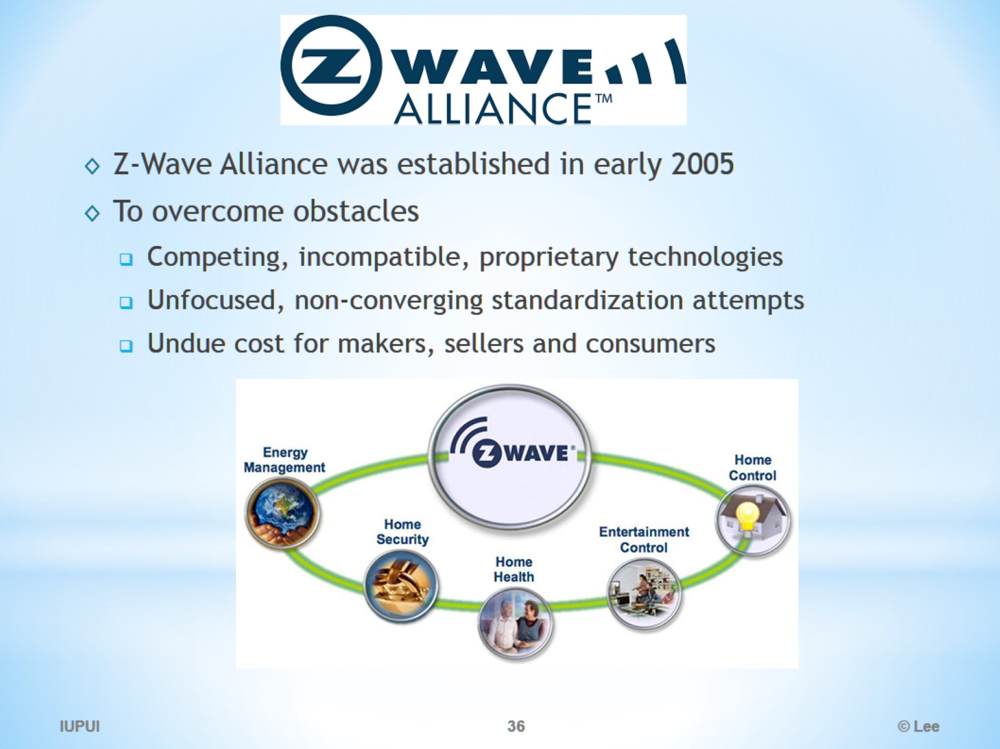 Z WAVE
ALLIANCE™
Z-Wave Alliance was established in early 2005
To overcome obstacles
Competing, incompatible, proprietary technologies
Unfocused, non-converging standardization attempts
Undue cost for makers, sellers and consumers
Z WAVE®
Energy
Management
Home
Security
Home
Health
Entertainment
Control
Home
Control
IUPUI
36
© Lee